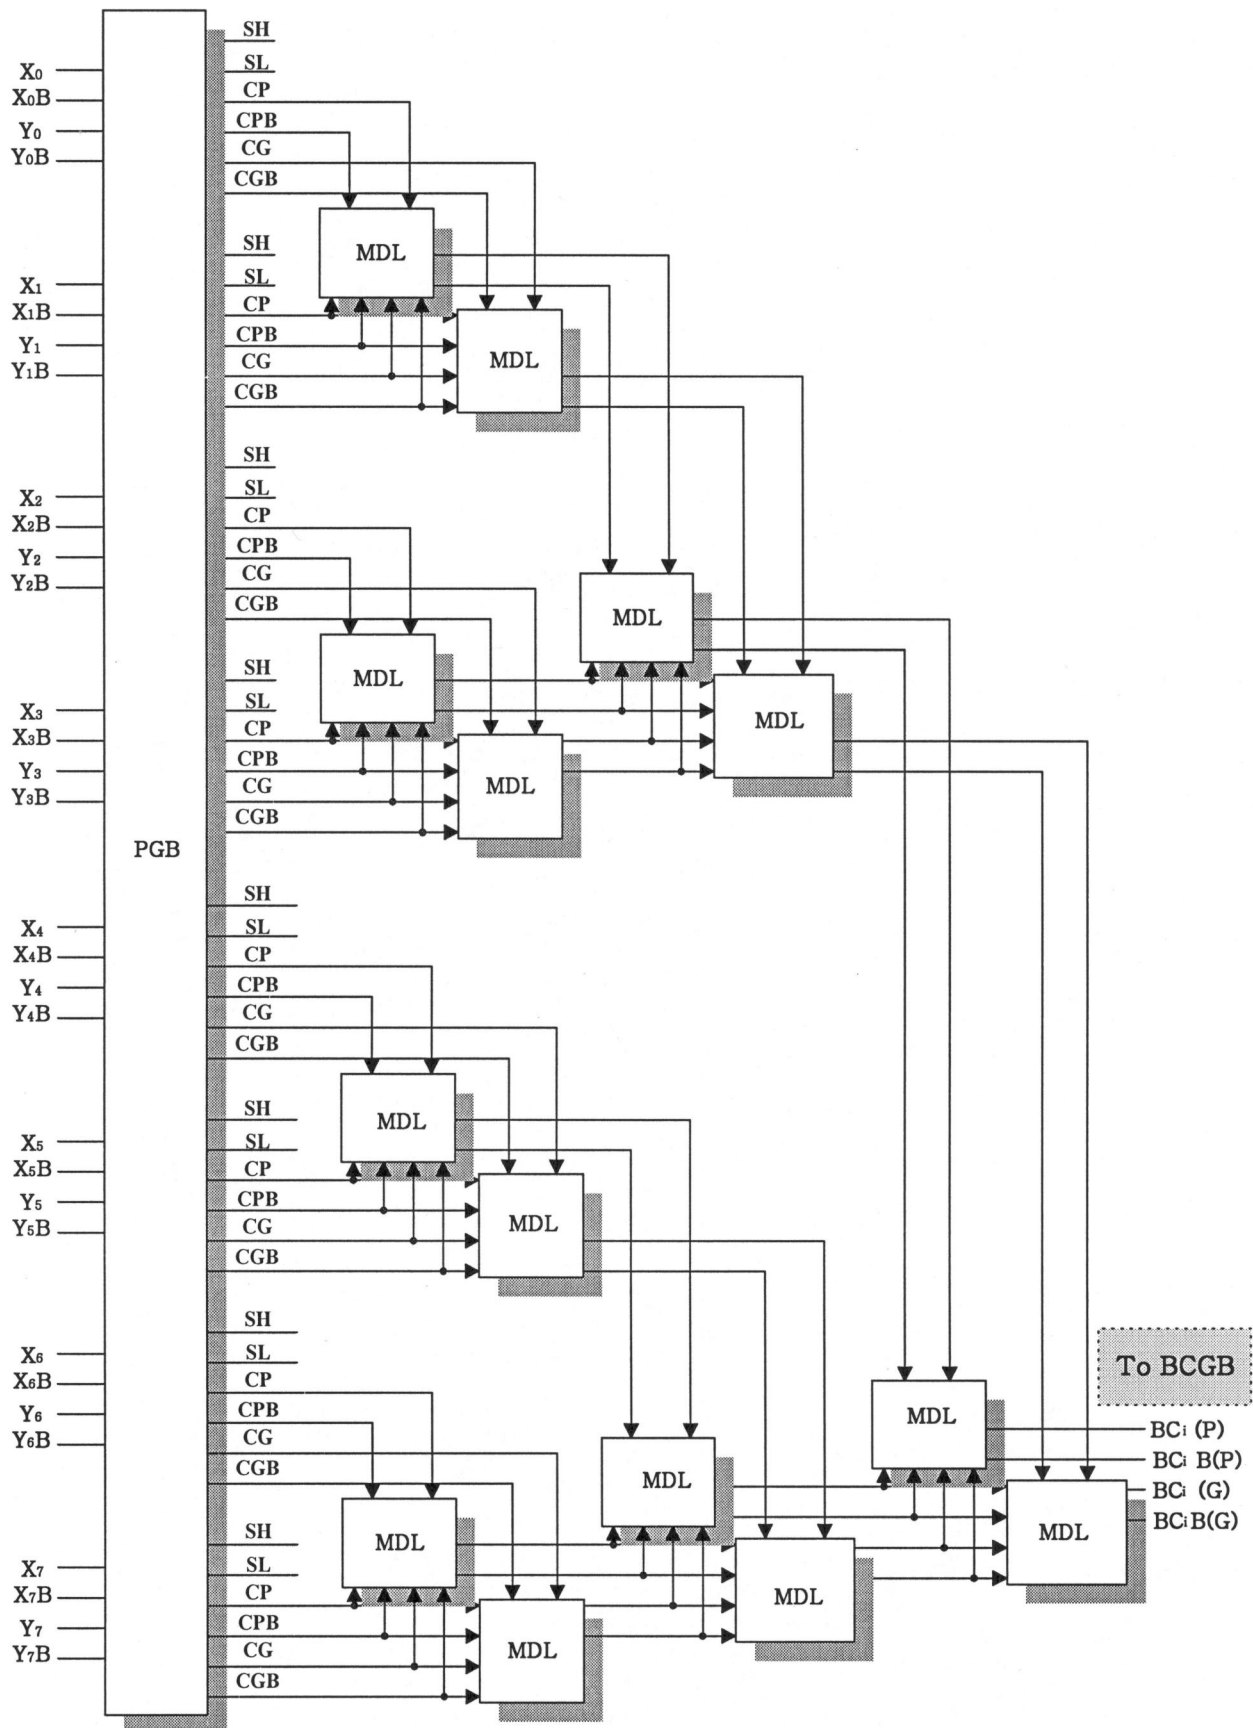 SH
X0
SL
X0B
CP
Y0
CPB
Y0B
CG
CGB
MDL
SH
X1
SL
X1B
CP
Y1
CPB
MDL
Y1B
CG
CGB
SH
X2
SL
X2B
CP
Y2
CPB
Y2B
CG
CGB
MDL
MDL
SH
X3
SL
MDL
X3B
CP
Y3
CPB
MDL
Y3B
CG
CGB
PGB
SH
X4
SL
X4B
CP
Y4
CPB
Y4B
CG
CGB
MDL
SH
X5
SL
X5B
CP
Y5
CPB
MDL
Y5B
CG
CGB
SH
X6
SL
To BCGB
X6B
CP
Y6
CPB
MDL
BCi (P)
Y6B
CG
BCi B(P)
CGB
MDL
BCi (G)
BCiB(G)
MDL
MDL
SH
X7
SL
X7B
CP
MDL
Y7
CPB
Y7B
CG
MDL
CGB